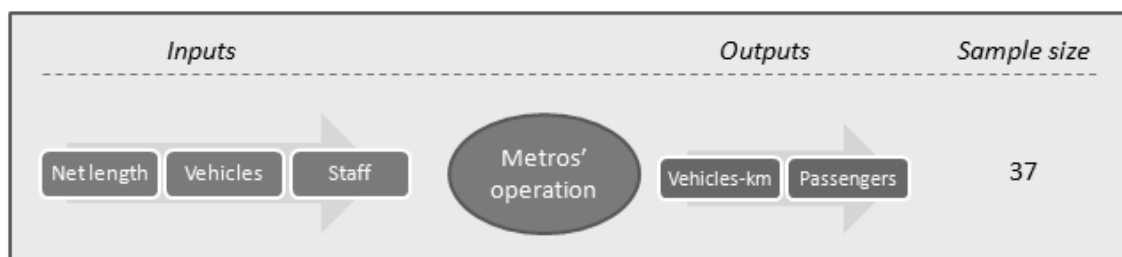 Inputs
Outputs
Sample size
Net length
Vehicles
Staff
Metros'
operation
Vehicles-km
Passengers
37